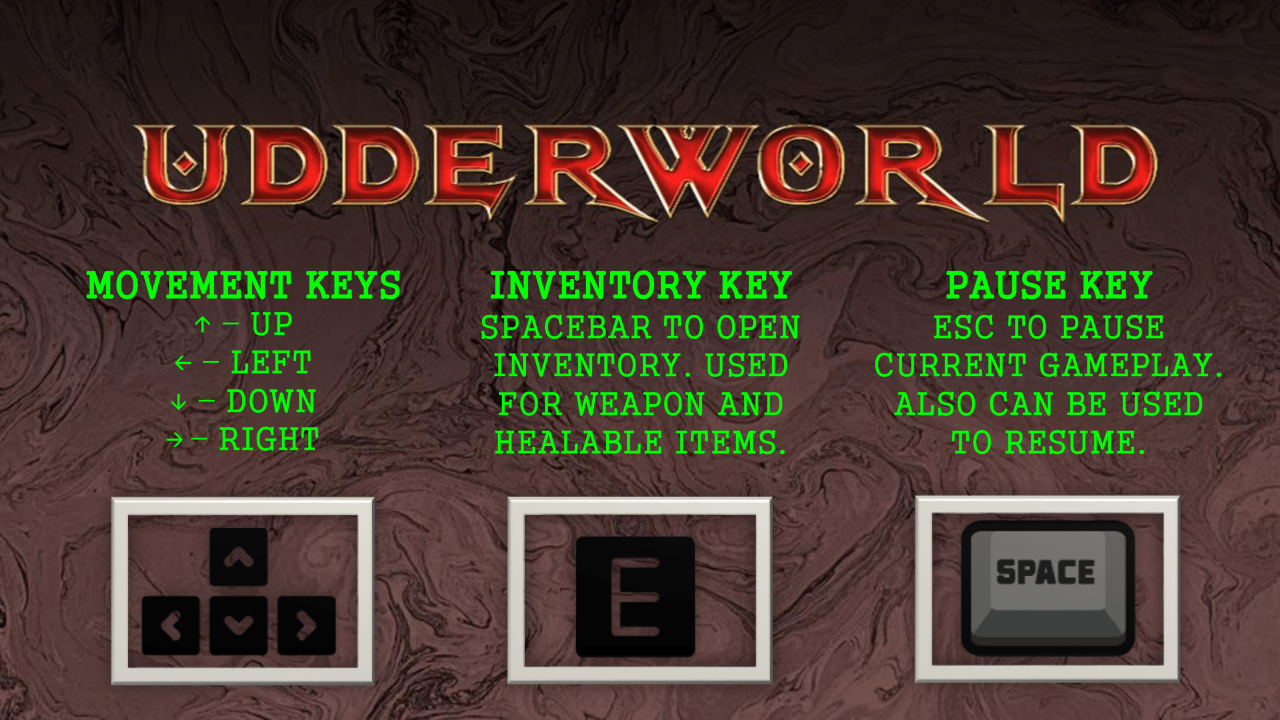 UDDERWORLD
MOVEMENT KEYS
↑ – UP
← – LEFT
↓ – DOWN
→ – RIGHT
INVENTORY KEY
SPACEBAR TO OPEN
INVENTORY. USED
FOR WEAPON AND
HEALABLE ITEMS.
PAUSE KEY
ESC TO PAUSE
CURRENT GAMEPLAY.
ALSO CAN BE USED
TO RESUME.
E
SPACE